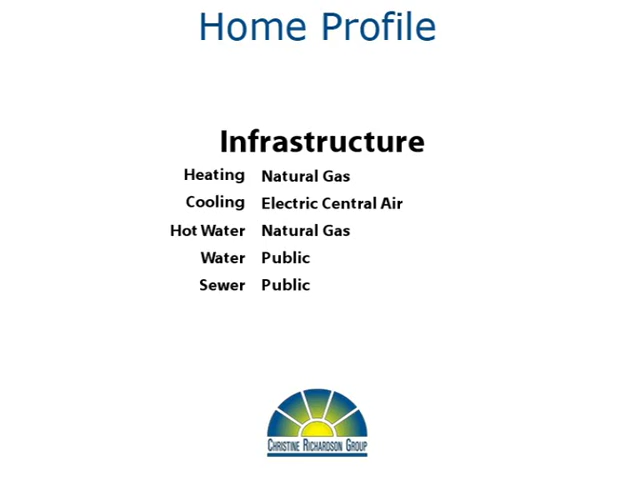 Home Profile
Infrastructure
Heating Natural Gas
Cooling Electric Central Air
Hot Water Natural Gas
Water Public
Sewer Public
CHRISTINE RICHARDSON GROUP